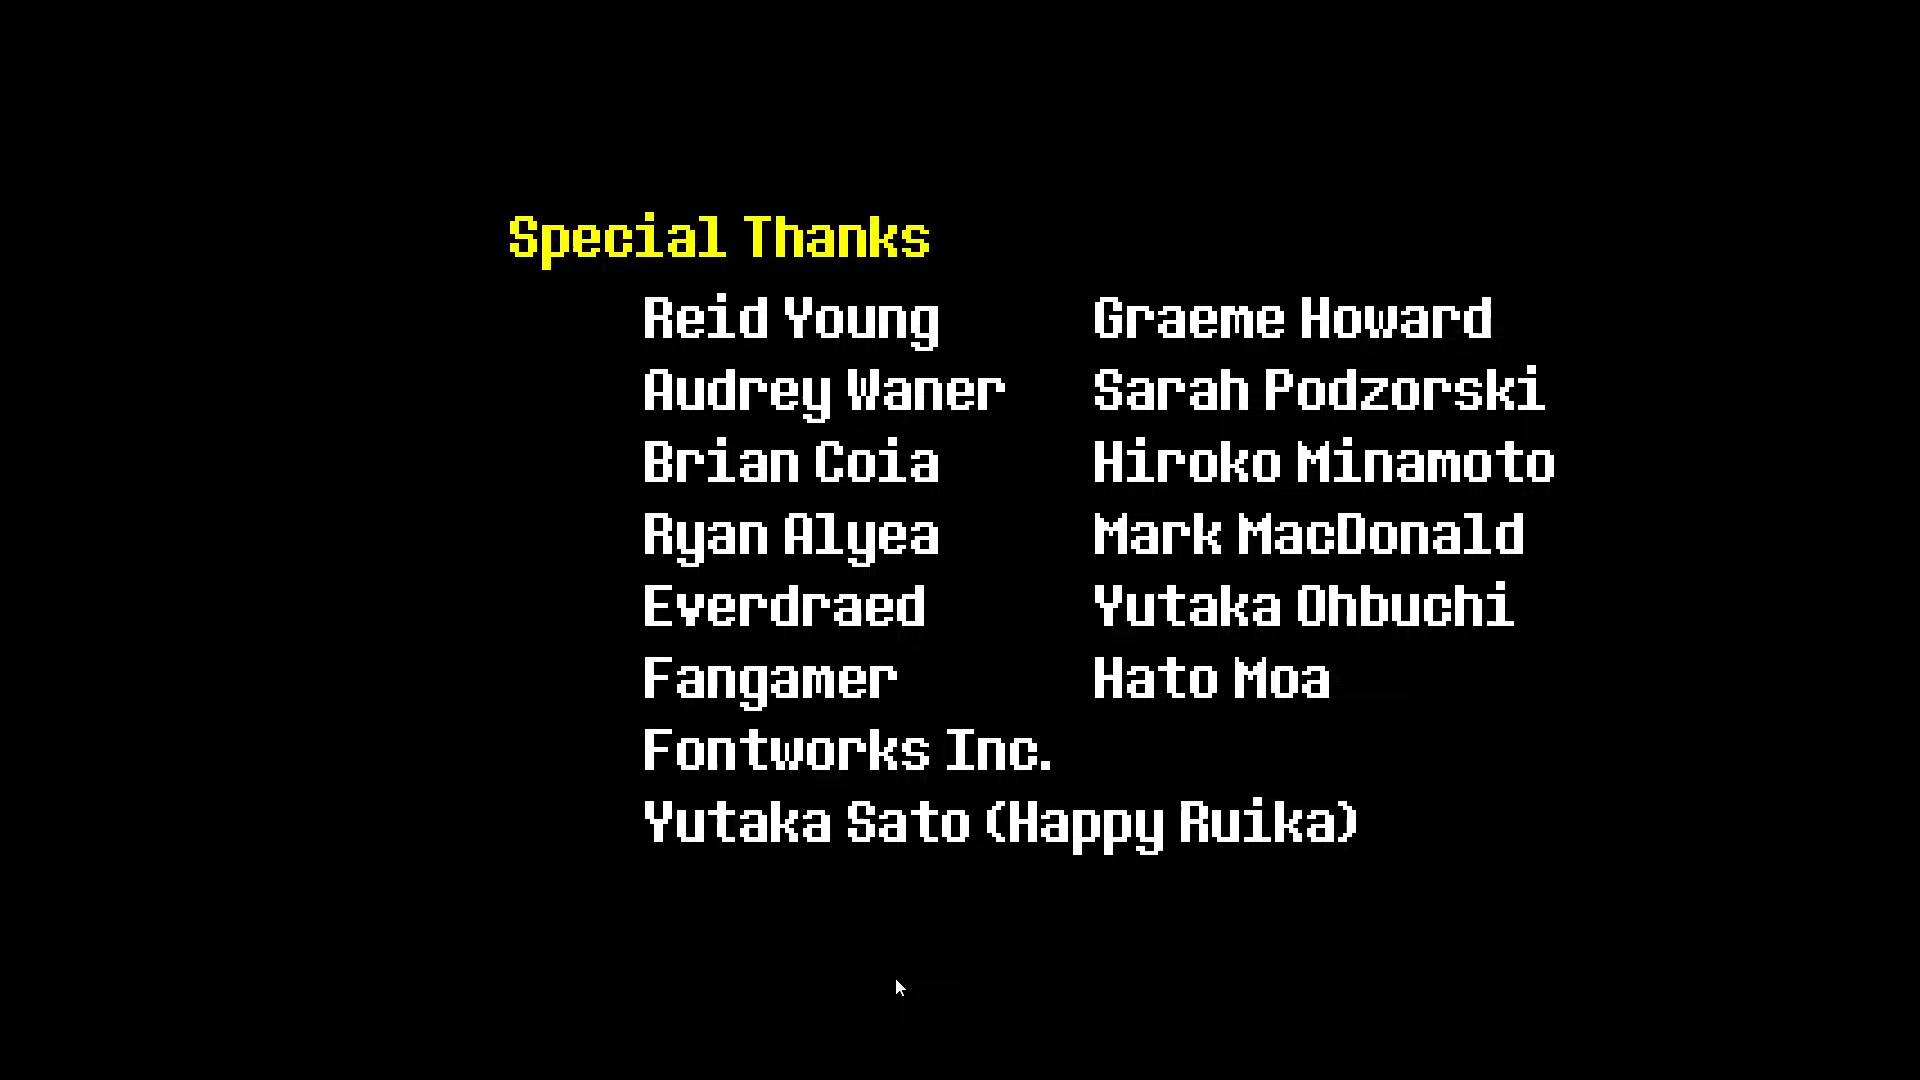 Special Thanks
Reid Young Graeme Howard
Audrey Waner Sarah Podzorski
Brian Coia Hiroko Minamoto
Ryan Alyea Mark MacDonald
Everdraed Yutaka Ohbuchi
Fangamer Hato Moa
Fontworks Inc.
Yutaka Sato (Happy Ruika)